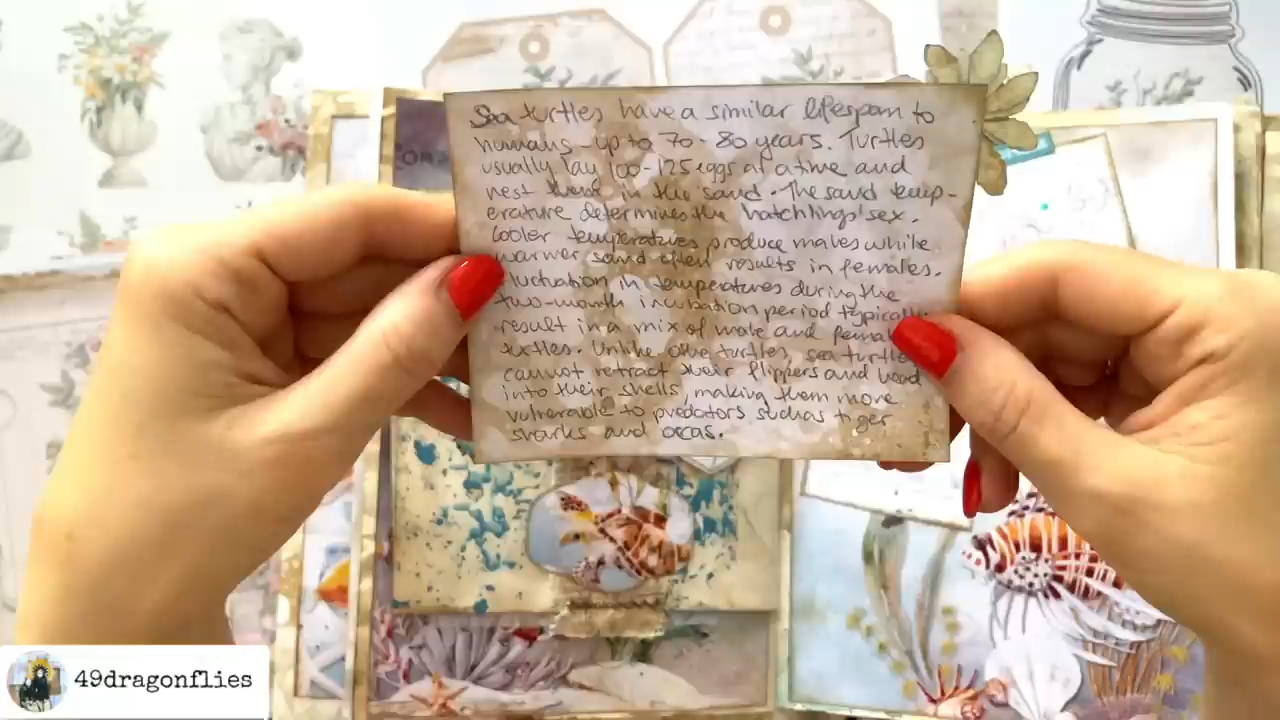 Sea turtles have a similar lifespan to
humans – up to 70-80 years. Turtles
usually lay 100-125 eggs at a time and
nest them in the sand. The sand temp-
erature determines the hatchlings' sex.
Cooler temperatures produce males while
warmer sand often results in females.
Fluctuation in temperatures during the
two-month incubation period typically
result in a mix of male and female
turtles. Unlike other turtles, sea turtles
cannot retract their flippers and head
into their shells, making them more
vulnerable to predators such as tiger
sharks and orcas.
49dragonflies